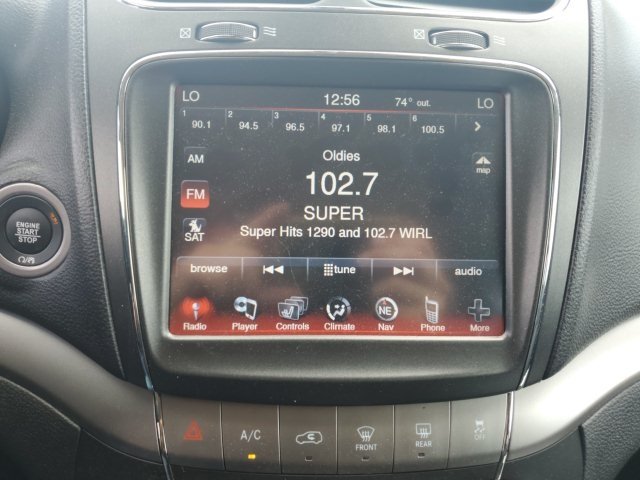 LO 12:56 74° out. LO
1 2 3 4 5 6
90.1 94.5 96.5 97.1 98.1 100.5
AM
Oldies
map
FM
102.7
SUPER
SAT
Super Hits 1290 and 102.7 WIRL
browse tune audio
NE
Radio Player Controls Climate Nav Phone More
ENGINE
START
STOP
A/C FRONT REAR OFF